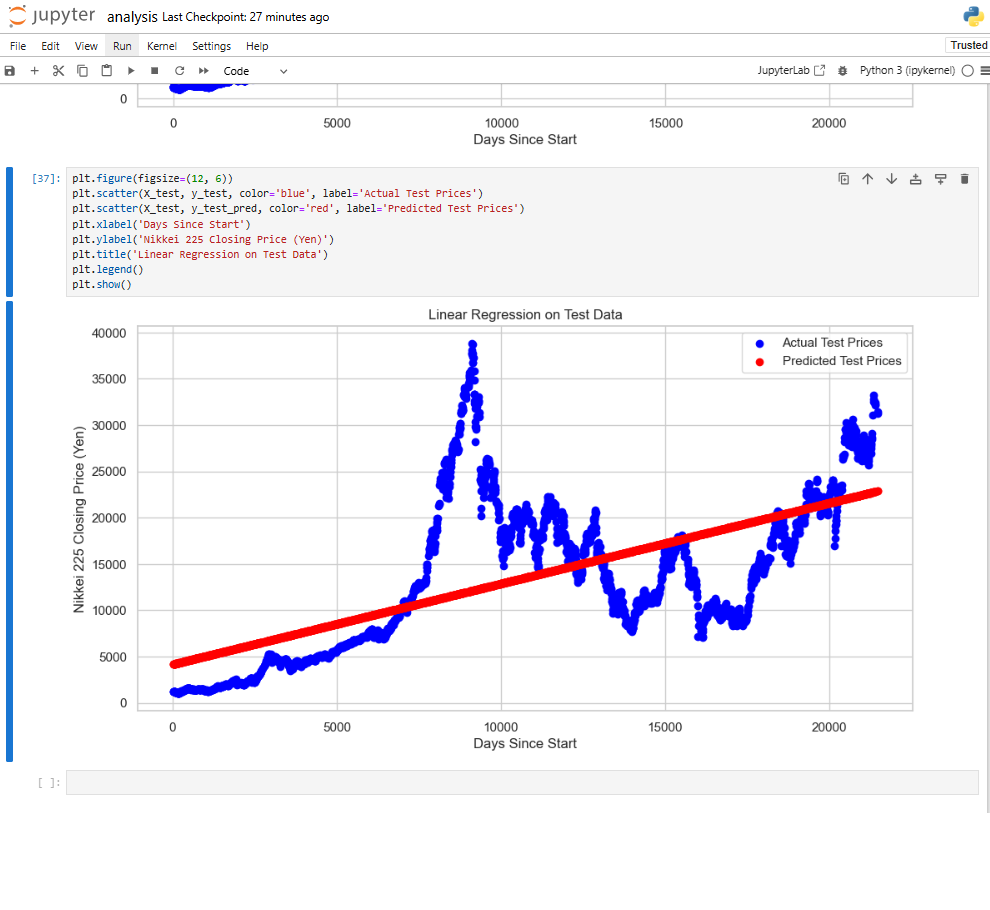 jupyter analysis Last Checkpoint: 27 minutes ago
File Edit View Run Kernel Settings Help Trusted
Code JupyterLab Python 3 (ipykernel)
0
0 5000 10000 15000 20000
Days Since Start
[37]: plt.figure(figsize=(12, 6))
plt.scatter(X_test, y_test, color='blue', label='Actual Test Prices')
plt.scatter(X_test, y_test_pred, color='red', label='Predicted Test Prices')
plt.xlabel('Days Since Start')
plt.ylabel('Nikkei 225 Closing Price (Yen)')
plt.title('Linear Regression on Test Data')
plt.legend()
plt.show()
Linear Regression on Test Data
40000
35000
30000
25000
20000
15000
10000
5000
0
Nikkei 225 Closing Price (Yen)
Actual Test Prices
Predicted Test Prices
0 5000 10000 15000 20000
Days Since Start
[ ]: